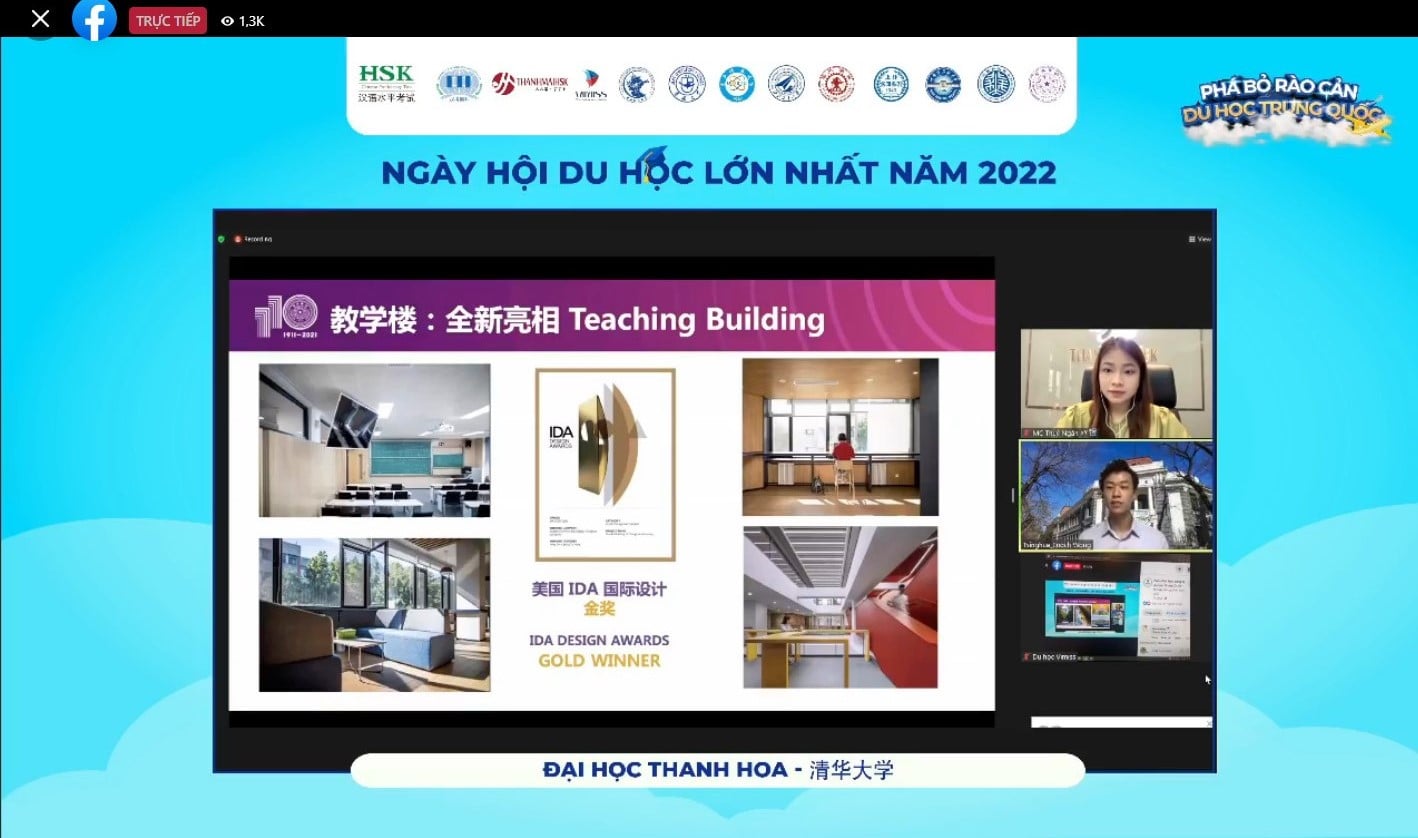 TRỰC TIẾP
1,3K
HSK
汉语水平考试
THANHMAIHSK
PHÁ BỎ RÀO CẢN
DU HỌC TRUNG QUỐC
NGÀY HỘI DU HỌC LỚN NHẤT NĂM 2022
Recording
View
110
1911-2021
教学楼：全新亮相 Teaching Building
IDA
DESIGN
AWARDS
美国 IDA 国际设计
金奖
IDA DESIGN AWARDS
GOLD WINNER
Tsinghua_Enoch Wang
Du học Vimiss
ĐẠI HỌC THANH HOA - 清华大学